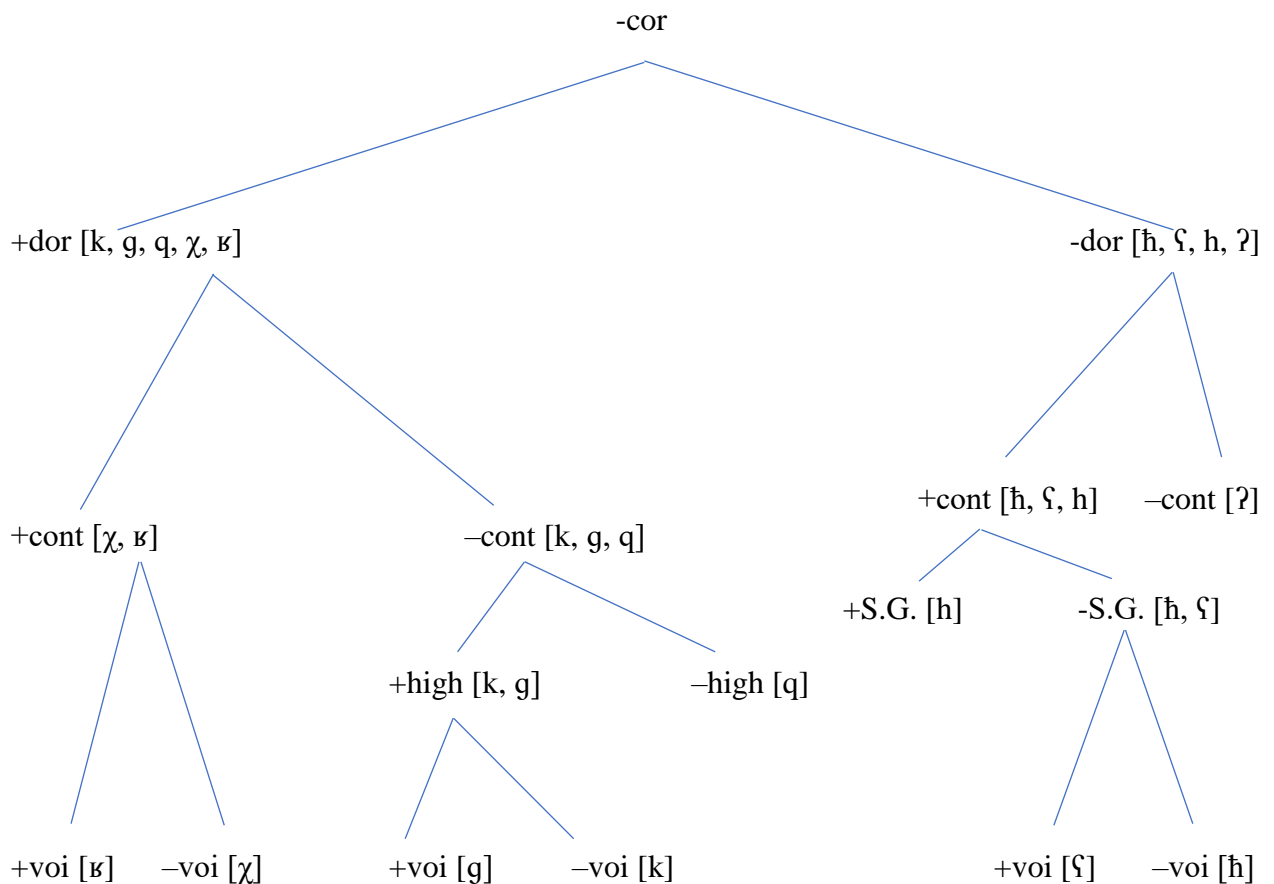 -cor
+dor [k, ɡ, q, χ, ʁ] -dor [ħ, ʕ, h, ʔ]
+cont [ħ, ʕ, h] –cont [ʔ]
+cont [χ, ʁ] –cont [k, ɡ, q]
+S.G. [h] -S.G. [ħ, ʕ]
+high [k, ɡ] –high [q]
+voi [ʁ] –voi [χ] +voi [ɡ] –voi [k] +voi [ʕ] –voi [ħ]